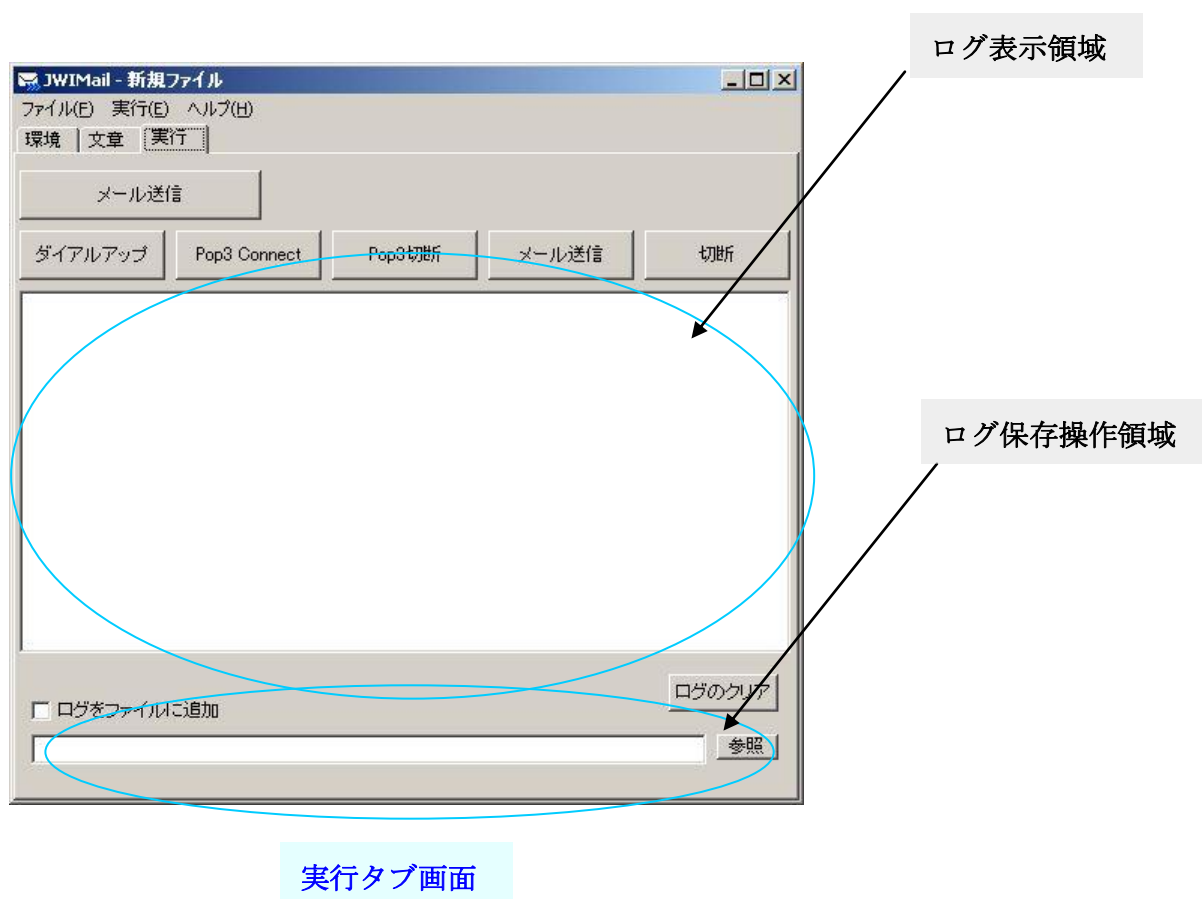 ログ表示領域
JWIMail - 新規ファイル
ファイル(F) 実行(E) ヘルプ(H)
環境 文章 実行
メール送信
ダイアルアップ Pop3 Connect Pop3切断 メール送信 切断
ログ保存操作領域
ログのクリア
ログをファイルに追加
参照
実行タブ画面